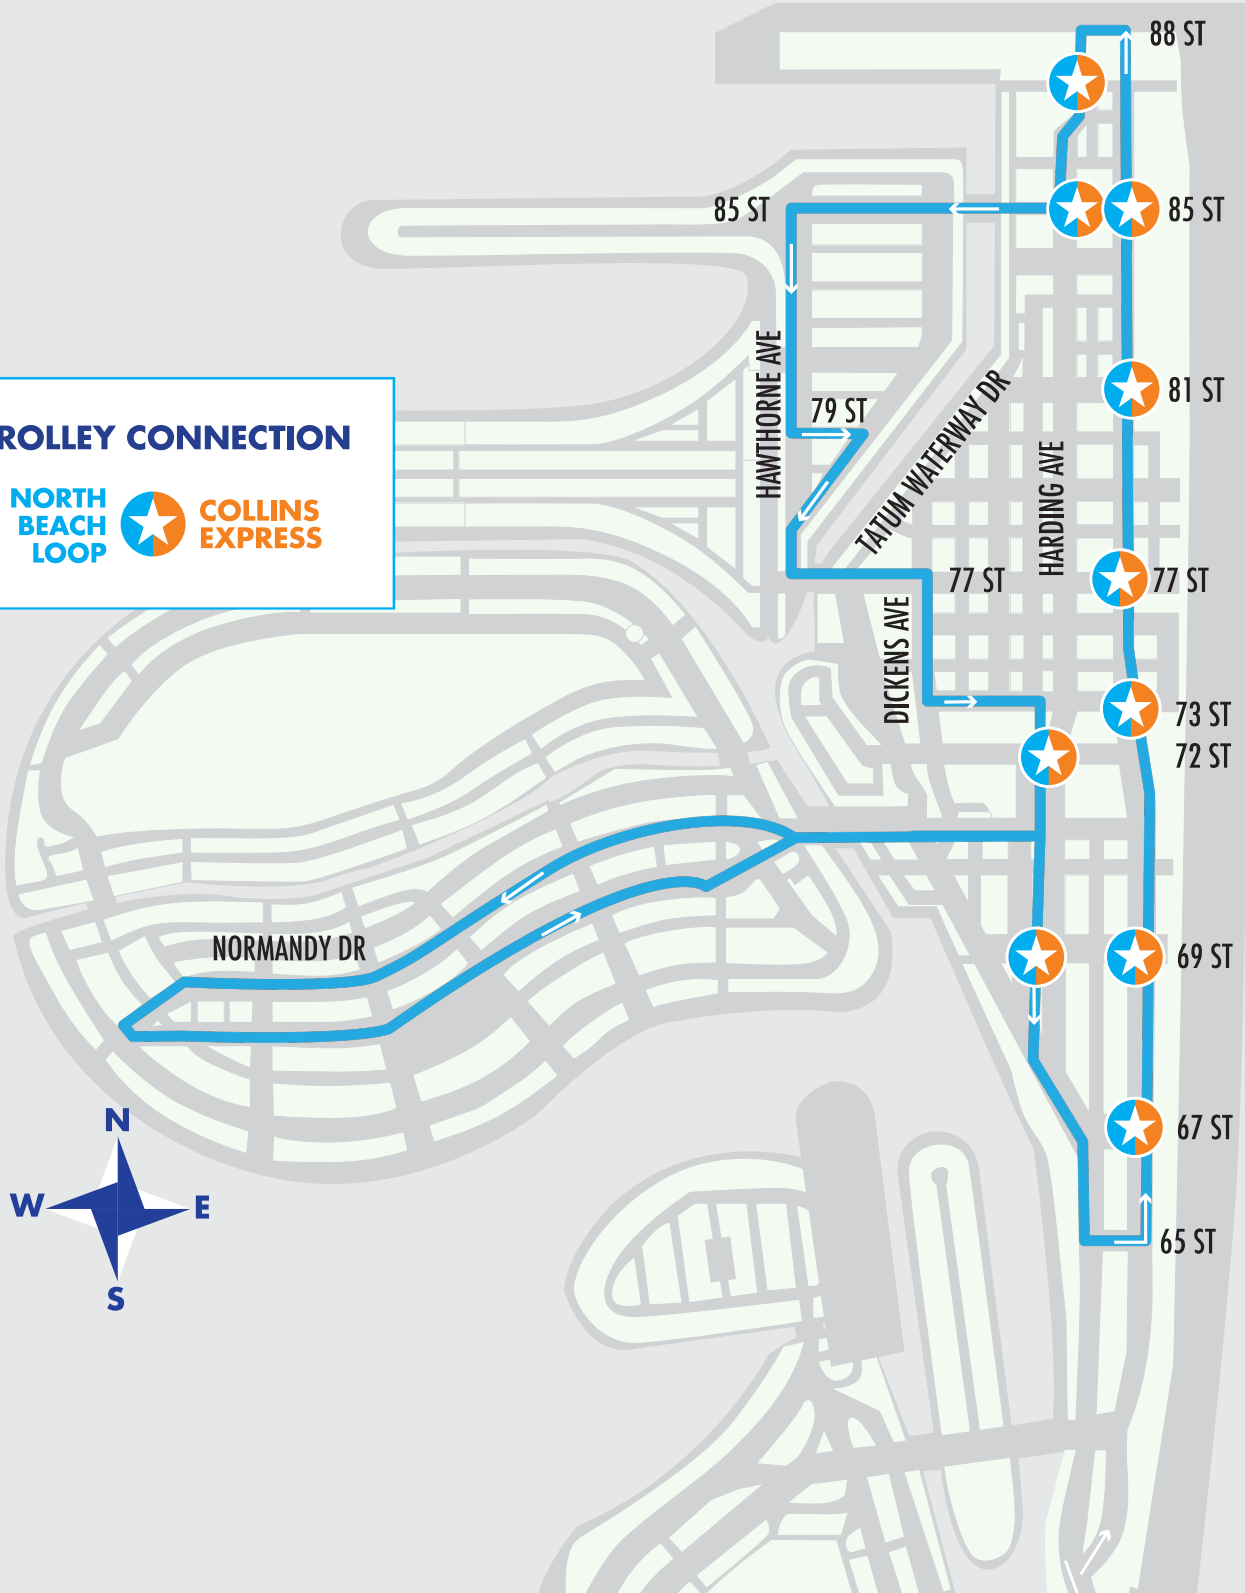 88 ST
85 ST
85 ST
HAWTHORNE AVE
79 ST
TATUM WATERWAY DR
HARDING AVE
81 ST
ROLLEY CONNECTION
NORTH
BEACH
LOOP
COLLINS
EXPRESS
77 ST
77 ST
DICKENS AVE
73 ST
72 ST
NORMANDY DR
69 ST
67 ST
65 ST
N
W
E
S